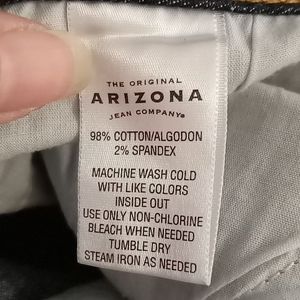 THE ORIGINAL
ARIZONA
JEAN COMPANY®
98% COTTON/ALGODON
2% SPANDEX
MACHINE WASH COLD
WITH LIKE COLORS
INSIDE OUT
USE ONLY NON-CHLORINE
BLEACH WHEN NEEDED
TUMBLE DRY
STEAM IRON AS NEEDED